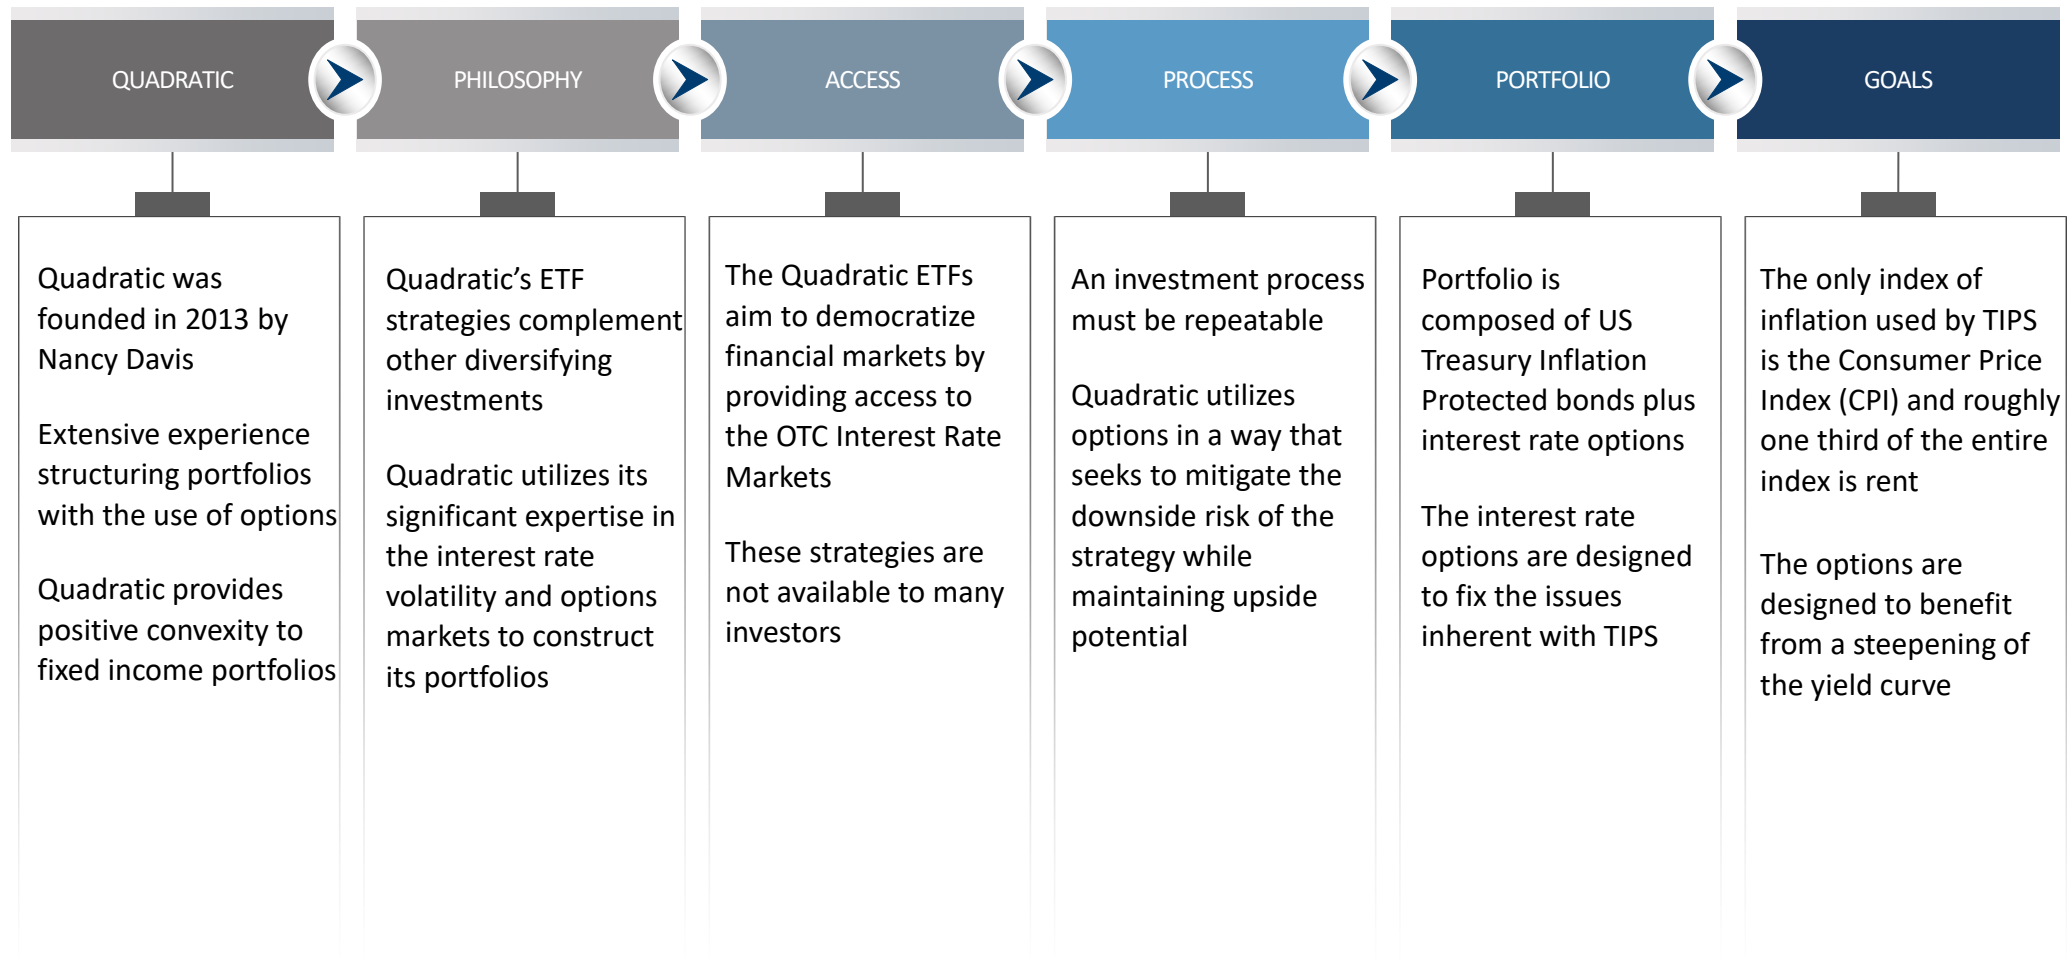 QUADRATIC
PHILOSOPHY
ACCESS
PROCESS
PORTFOLIO
GOALS
Quadratic was
founded in 2013 by
Nancy Davis
Extensive experience
structuring portfolios
with the use of options
Quadratic provides
positive convexity to
fixed income portfolios
Quadratic’s ETF
strategies complement
other diversifying
investments
Quadratic utilizes its
significant expertise in
the interest rate
volatility and options
markets to construct
its portfolios
The Quadratic ETFs
aim to democratize
financial markets by
providing access to
the OTC Interest Rate
Markets
These strategies are
not available to many
investors
An investment process
must be repeatable
Quadratic utilizes
options in a way that
seeks to mitigate the
downside risk of the
strategy while
maintaining upside
potential
Portfolio is
composed of US
Treasury Inflation
Protected bonds plus
interest rate options
The interest rate
options are designed
to fix the issues
inherent with TIPS
The only index of
inflation used by TIPS
is the Consumer Price
Index (CPI) and roughly
one third of the entire
index is rent
The options are
designed to benefit
from a steepening of
the yield curve